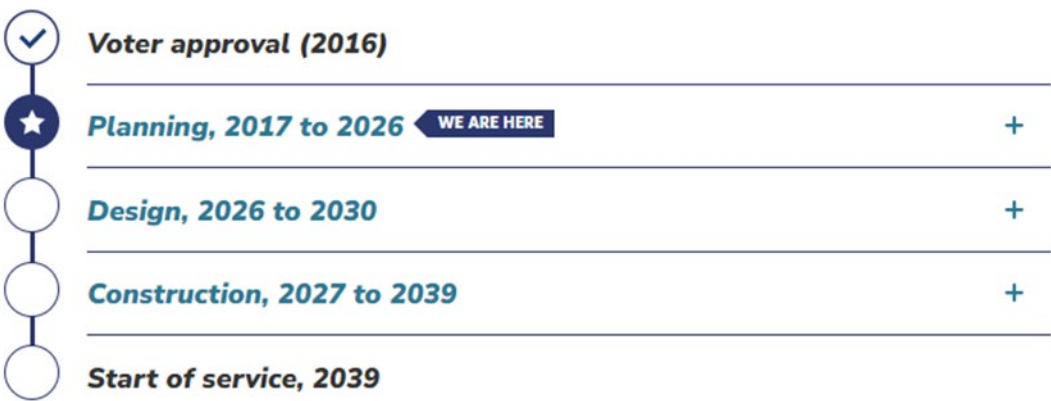 Voter approval (2016)
Planning, 2017 to 2026 WE ARE HERE +
Design, 2026 to 2030 +
Construction, 2027 to 2039 +
Start of service, 2039